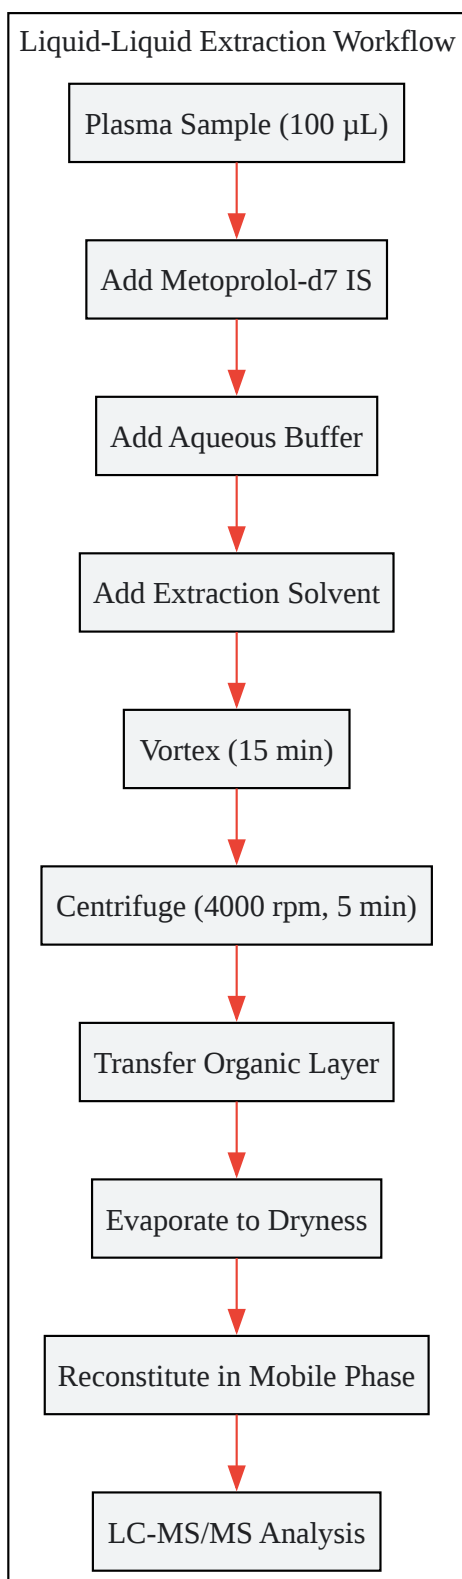 Liquid-Liquid Extraction Workflow
Plasma Sample (100 µL)
Add Metoprolol-d7 IS
Add Aqueous Buffer
Add Extraction Solvent
Vortex (15 min)
Centrifuge (4000 rpm, 5 min)
Transfer Organic Layer
Evaporate to Dryness
Reconstitute in Mobile Phase
LC-MS/MS Analysis